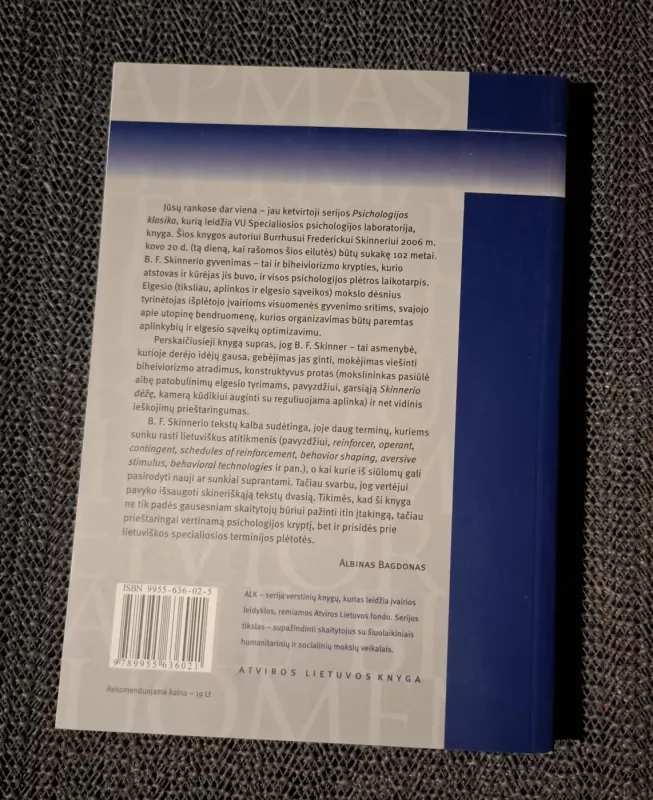 APMĄS
Jūsų rankose dar viena – jau ketvirtoji serijos Psichologijos
klasika, kurią leidžia VU Specialiosios psichologijos laboratorija,
knyga. Šios knygos autoriui Burrhusui Frederickui Skinneriui 2006 m.
kovo 20 d. (tą dieną, kai rašomos šios eilutės) būtų sukakę 102 metai.
B. F. Skinnerio gyvenimas – tai ir biheiviorizmo krypties, kurio
atstovas ir kūrėjas jis buvo, ir visos psichologijos plėtros laikotarpis.
Elgesio (tiksliau, aplinkos ir elgesio sąveikos) mokslo dėsnius
tyrinėtojas išplėtojo įvairioms visuomenės gyvenimo sritims, svajojo
apie utopinę bendruomenę, kurios organizavimas būtų paremtas
aplinkybių ir elgesio sąveikų optimizavimu.
Perskaičiusieji knygą supras, jog B. F. Skinner – tai asmenybė,
kurioje derėjo idėjų gausa, gebėjimas jas ginti, mokėjimas viešinti
biheiviorizmo atradimus, konstruktyvus protas (mokslininkas pasiūlė
aibę patobulinimų elgesio tyrimams, pavyzdžiui, garsiąją Skinnerio
dėžę, kamerą kūdikiui auginti su reguliuojama aplinka) ir net vidinis
ieškojimų prieštaringumas.
B. F. Skinnerio tekstų kalba sudėtinga, joje daug terminų, kuriems
sunku rasti lietuviškus atitikmenis (pavyzdžiui, reinforcer, operant,
contingent, schedules of reinforcement, behavior shaping, aversive
stimulus, behavioral technologies ir pan.), o kai kurie iš siūlomų gali
pasirodyti nauji ar sunkiai suprantami. Tačiau svarbu, jog vertėjui
pavyko išsaugoti skinerišką̨ją tekstų dvasią. Tikimės, kad ši knyga
ne tik padės gausesniam skaitytojų būriui pažinti itin įtakingą, tačiau
prieštaringai vertinamą psichologijos kryptį, bet ir prisidės prie
lietuviškos specialiosios terminijos plėtotės.
Albinas Bagdonas
ISBN 9955-636-02-5
9 789955 636021
Rekomenduojama kaina – 19 Lt
ALK – serija verstinių knygų, kurias leidžia įvairios
leidyklos, remiamos Atviros Lietuvos fondo. Serijos
tikslas – supažindinti skaitytojus su šiuolaikiniais
humanitarinių ir socialinių mokslų veikalais.
ATVIROS LIETUVOS KNYGA